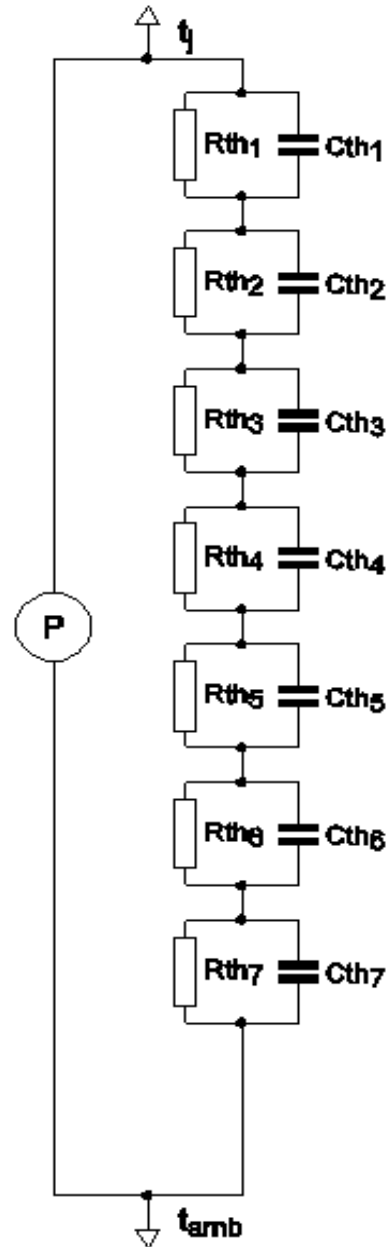 tj
Rth1 Cth1
Rth2 Cth2
Rth3 Cth3
Rth4 Cth4
P
Rth5 Cth5
Rth6 Cth6
Rth7 Cth7
tamb